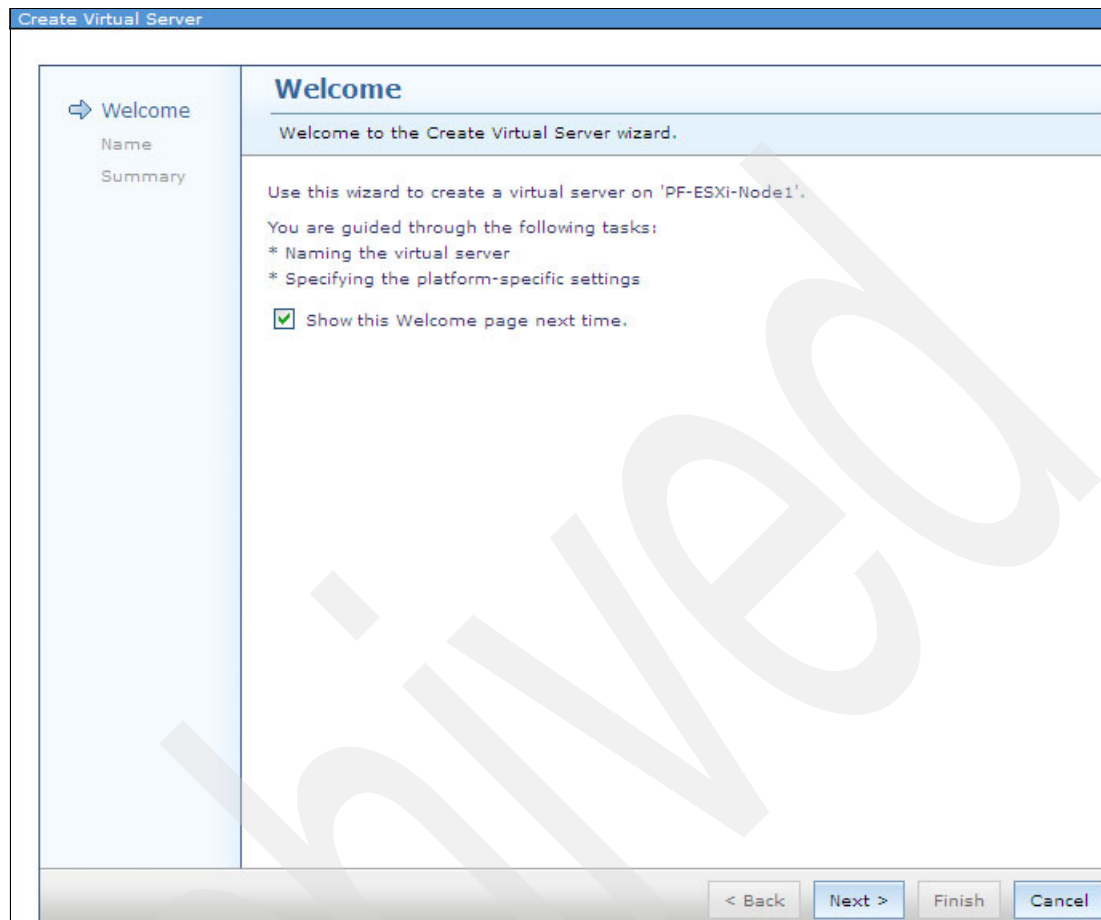 Create Virtual Server
Welcome
Name
Summary
Welcome
Welcome to the Create Virtual Server wizard.
Use this wizard to create a virtual server on 'PF-ESXi-Node1'.
You are guided through the following tasks:
* Naming the virtual server
* Specifying the platform-specific settings
Show this Welcome page next time.
< Back
Next >
Finish
Cancel
hived